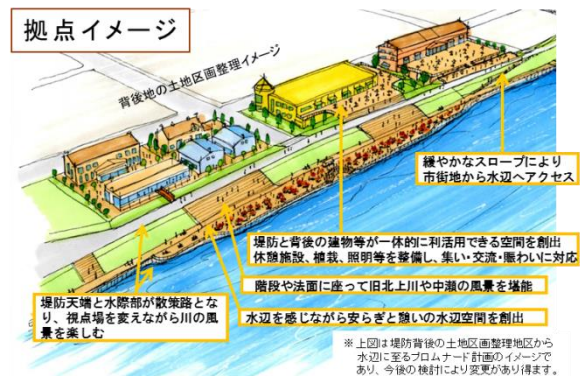 拠点イメージ
背後地の土地区画整理イメージ
緩やかなスロープにより
市街地から水辺へアクセス
堤防と背後の建物等が一体的に利活用できる空間を創出
休憩施設、植栽、照明等を整備し、集い・交流・賑わいに対応
階段や法面に座って旧北上川や中瀬の風景を堪能
堤防天端と水際部が散策路とな
り、視点場を変えながら川の風
景を楽しむ
水辺を感じながら安らぎと憩いの水辺空間を創出
※上図は堤防背後の土地区画整理地区から
水辺に至るプロムナード計画のイメージで
あり、今後の検討により変更があり得ます。